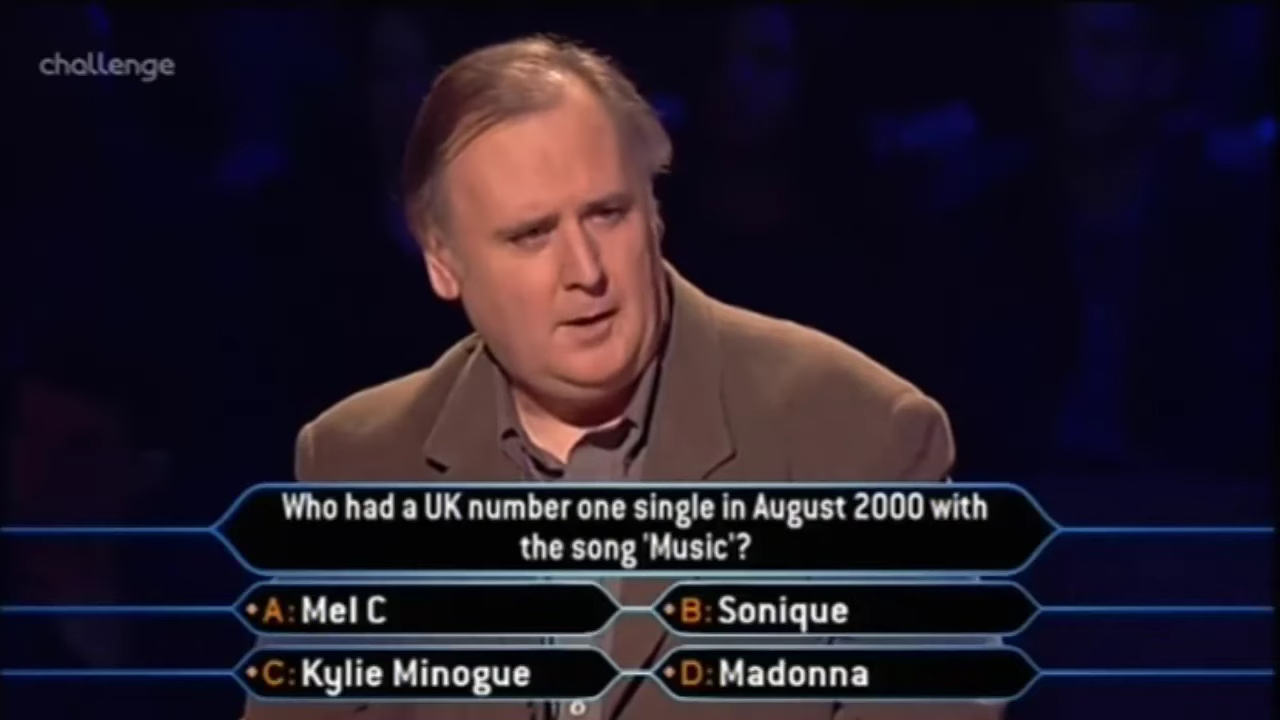 challenge
Who had a UK number one single in August 2000 with
the song 'Music'?
A: Mel C
B: Sonique
C: Kylie Minogue
D: Madonna